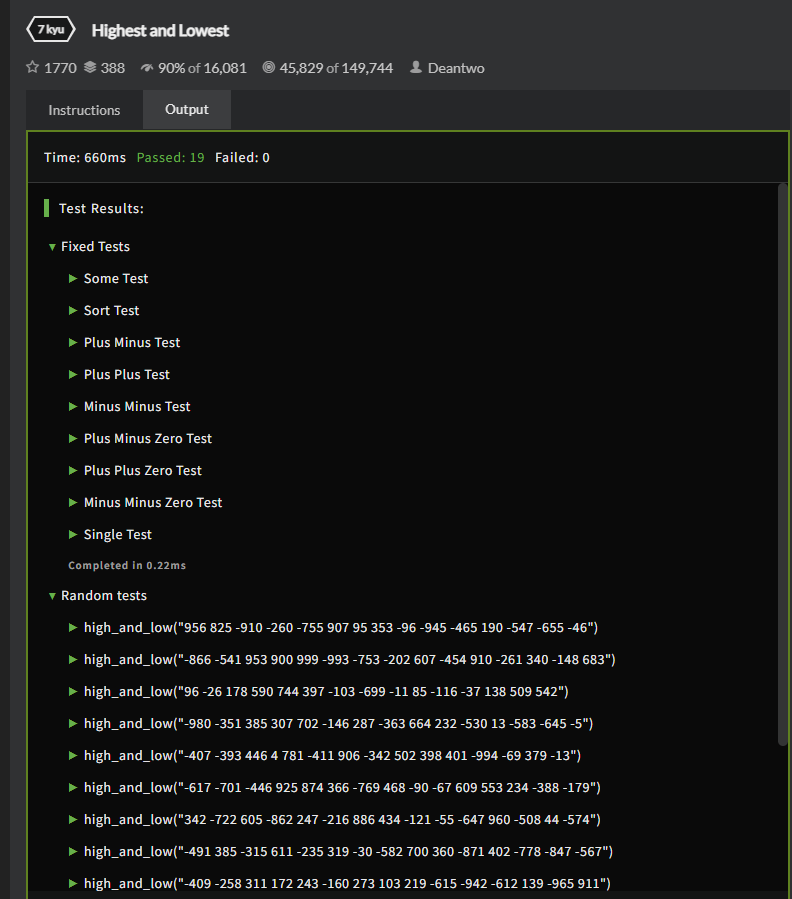 7 kyu Highest and Lowest
1770 388 90% of 16,081 45,829 of 149,744 Deantwo
Instructions Output
Time: 660ms Passed: 19 Failed: 0
Test Results:
Fixed Tests
Some Test
Sort Test
Plus Minus Test
Plus Plus Test
Minus Minus Test
Plus Minus Zero Test
Plus Plus Zero Test
Minus Minus Zero Test
Single Test
Completed in 0.22ms
Random tests
high_and_low("956 825 -910 -260 -755 907 95 353 -96 -945 -465 190 -547 -655 -46")
high_and_low("-866 -541 953 900 999 -993 -753 -202 607 -454 910 -261 340 -148 683")
high_and_low("96 -26 178 590 744 397 -103 -699 -11 85 -116 -37 138 509 542")
high_and_low("-980 -351 385 307 702 -146 287 -363 664 232 -530 13 -583 -645 -5")
high_and_low("-407 -393 446 4 781 -411 906 -342 502 398 401 -994 -69 379 -13")
high_and_low("-617 -701 -446 925 874 366 -769 468 -90 -67 609 553 234 -388 -179")
high_and_low("342 -722 605 -862 247 -216 886 434 -121 -55 -647 960 -508 44 -574")
high_and_low("-491 385 -315 611 -235 319 -30 -582 700 360 -871 402 -778 -847 -567")
high_and_low("-409 -258 311 172 243 -160 273 103 219 -615 -942 -612 139 -965 911")